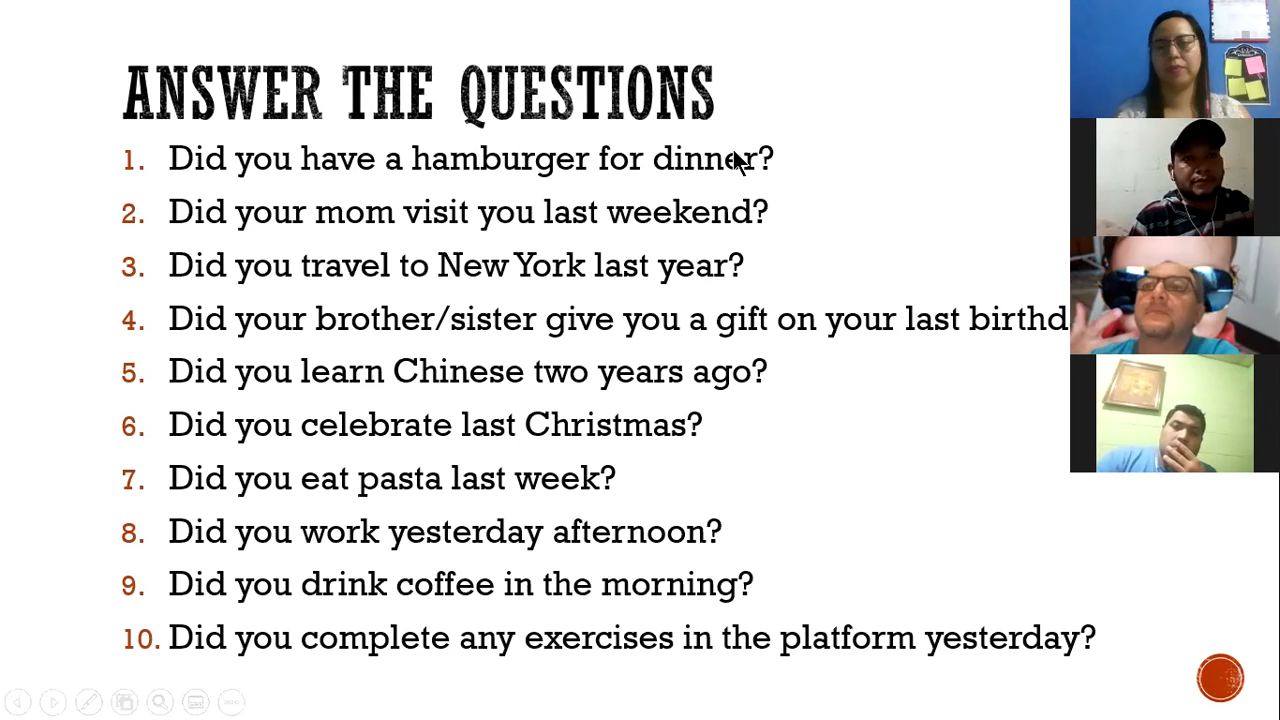 ANSWER THE QUESTIONS
1. Did you have a hamburger for dinner?
2. Did your mom visit you last weekend?
3. Did you travel to New York last year?
4. Did your brother/sister give you a gift on your last birthd
5. Did you learn Chinese two years ago?
6. Did you celebrate last Christmas?
7. Did you eat pasta last week?
8. Did you work yesterday afternoon?
9. Did you drink coffee in the morning?
10. Did you complete any exercises in the platform yesterday?